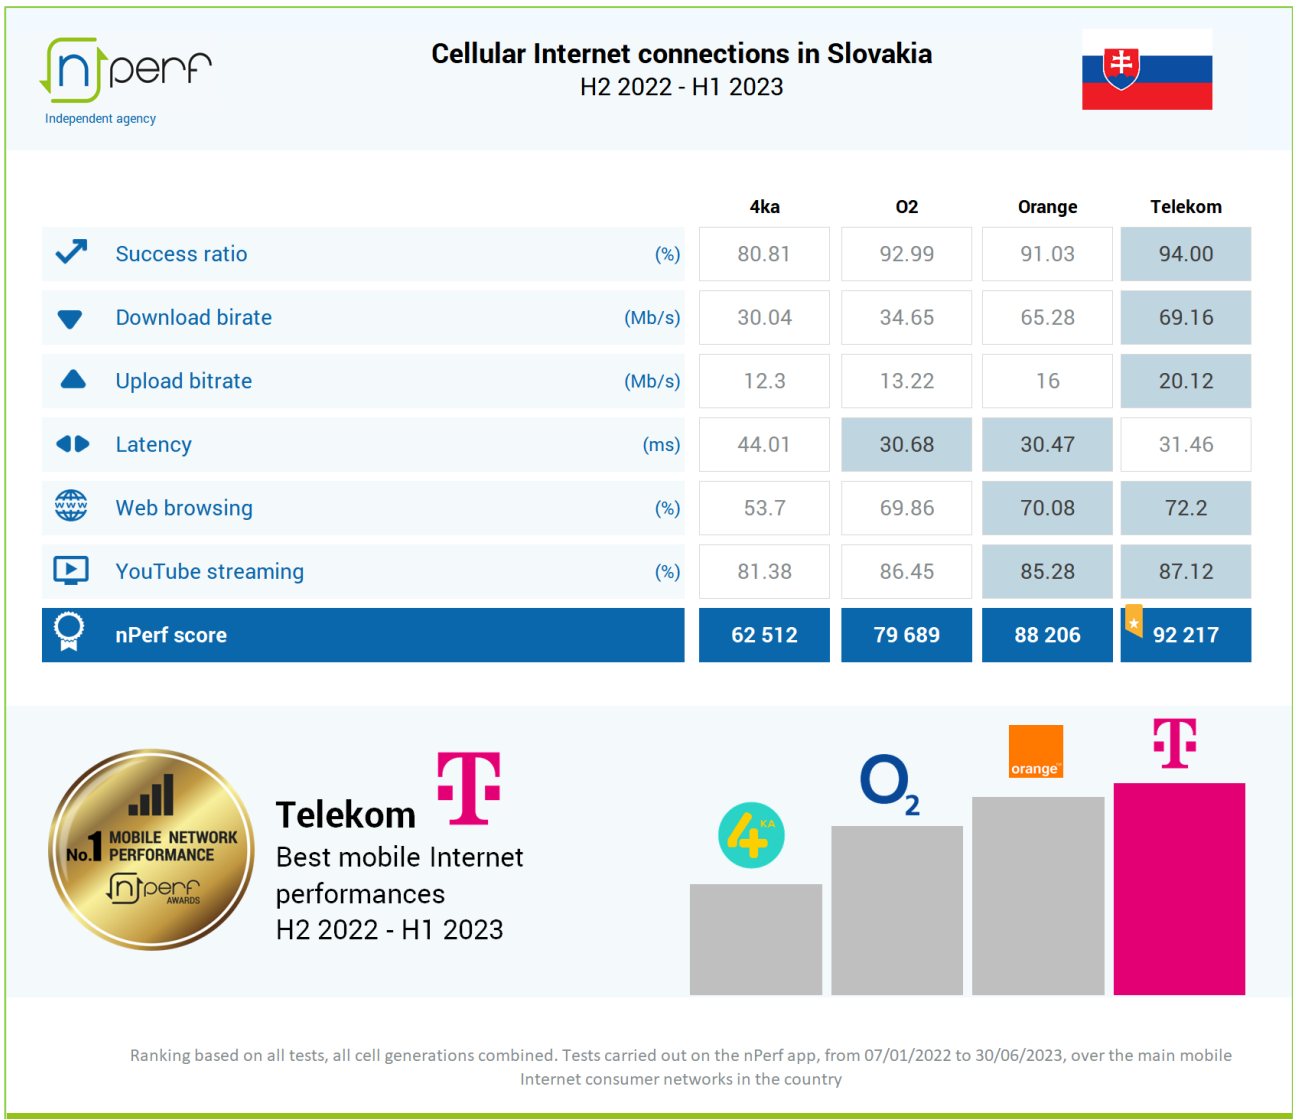 nperf
Independent agency
Cellular Internet connections in Slovakia
H2 2022 - H1 2023
4ka O2 Orange Telekom
Success ratio (%) 80.81 92.99 91.03 94.00
Download birate (Mb/s) 30.04 34.65 65.28 69.16
Upload bitrate (Mb/s) 12.3 13.22 16 20.12
Latency (ms) 44.01 30.68 30.47 31.46
www
Web browsing (%) 53.7 69.86 70.08 72.2
YouTube streaming (%) 81.38 86.45 85.28 87.12
nPerf score 62 512 79 689 88 206 92 217
No.1 MOBILE NETWORK
PERFORMANCE
nperf
AWARDS
Telekom T
Best mobile Internet
performances
H2 2022 - H1 2023
4 KA
O2
orange™
T
Ranking based on all tests, all cell generations combined. Tests carried out on the nPerf app, from 07/01/2022 to 30/06/2023, over the main mobile
Internet consumer networks in the country